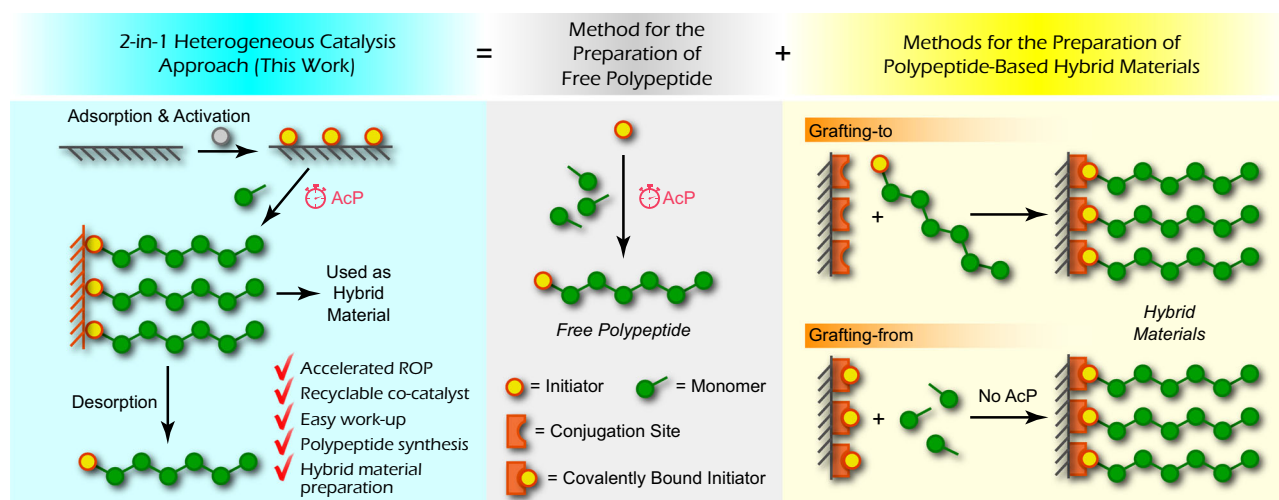 2-in-1 Heterogeneous Catalysis
Approach (This Work)
=
Method for the
Preparation of
Free Polypeptide
+
Methods for the Preparation of
Polypeptide-Based Hybrid Materials
Adsorption & Activation
AcP
Used as
Hybrid
Material
Desorption
Accelerated ROP
Recyclable co-catalyst
Easy work-up
Polypeptide synthesis
Hybrid material
preparation
AcP
Free Polypeptide
= Initiator
= Monomer
= Conjugation Site
= Covalently Bound Initiator
Grafting-to
+
Hybrid
Materials
Grafting-from
+
No AcP